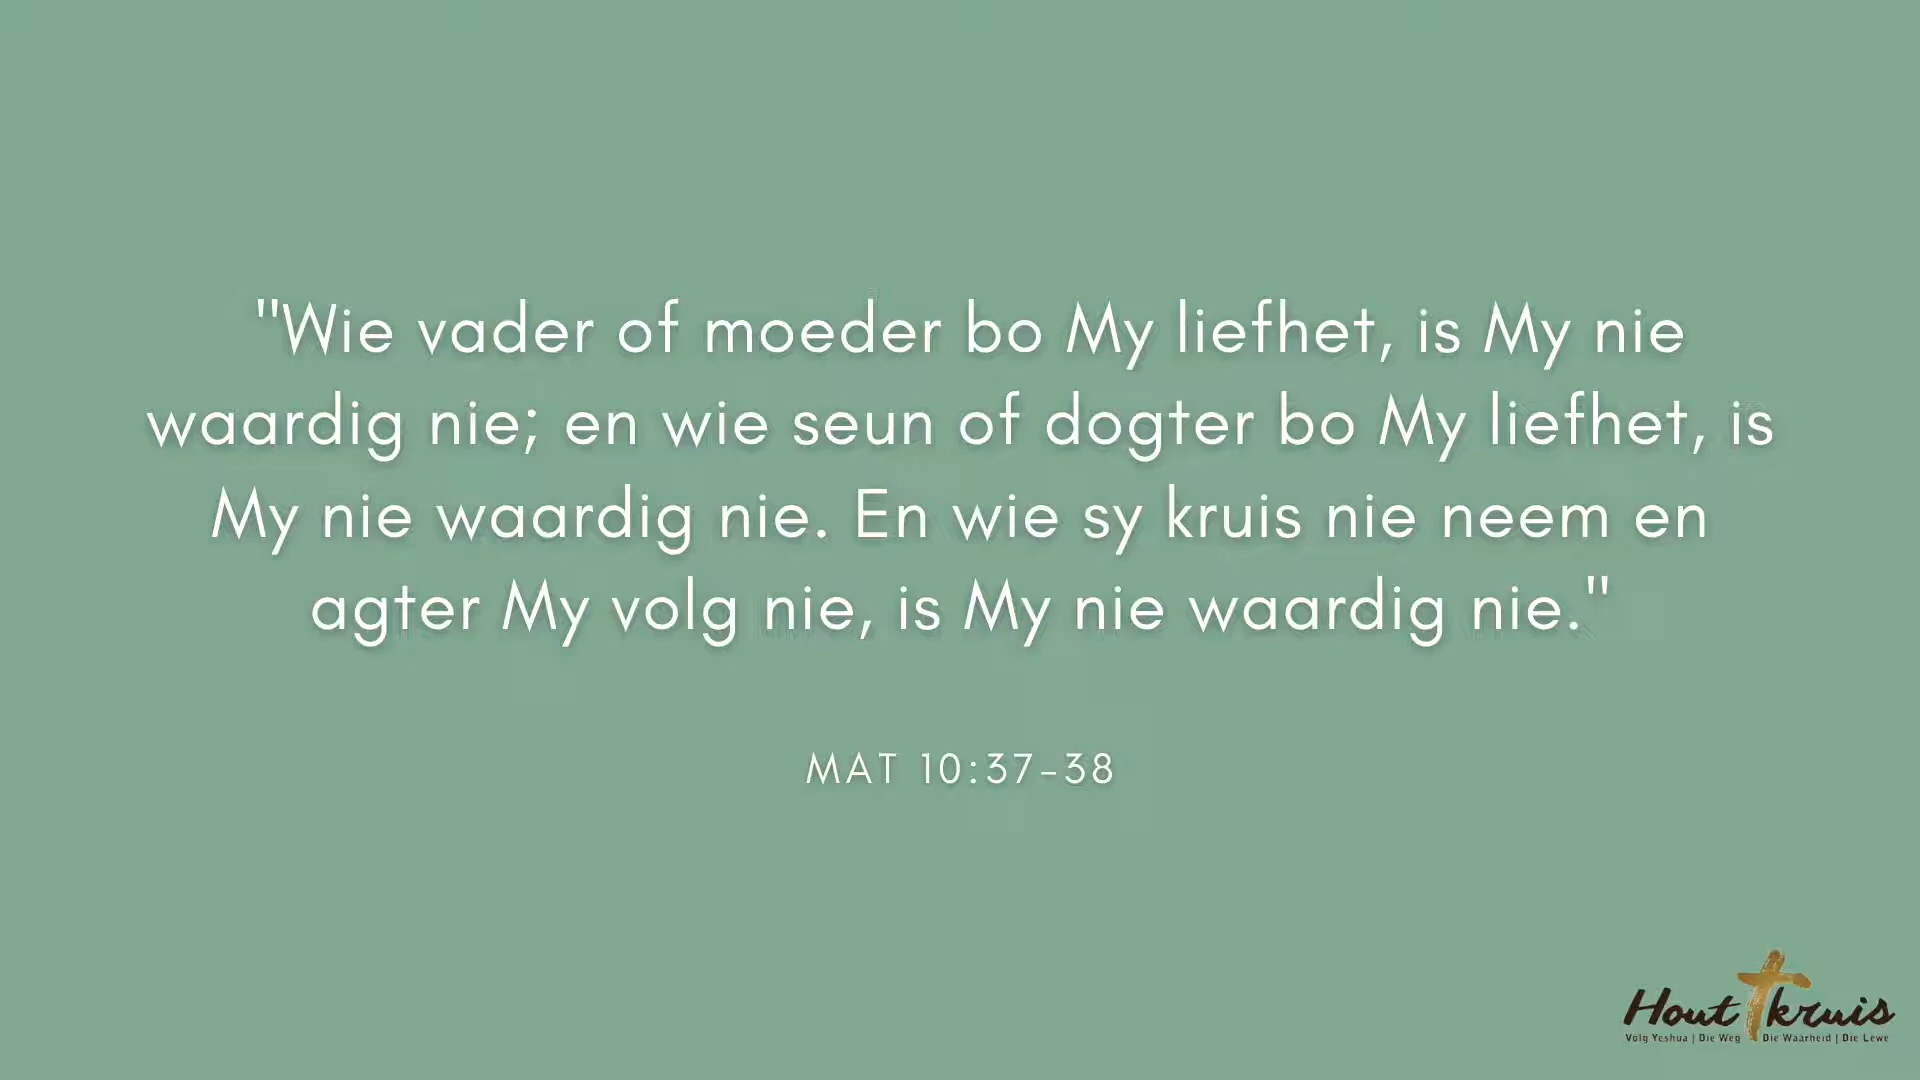 "Wie vader of moeder bo My liefhet, is My nie
waardig nie; en wie seun of dogter bo My liefhet, is
My nie waardig nie. En wie sy kruis nie neem en
agter My volg nie, is My nie waardig nie."
MAT 10:37-38
Hout kruis
Volg Yeshua | Die Weg Die Waarheid | Die Lewe